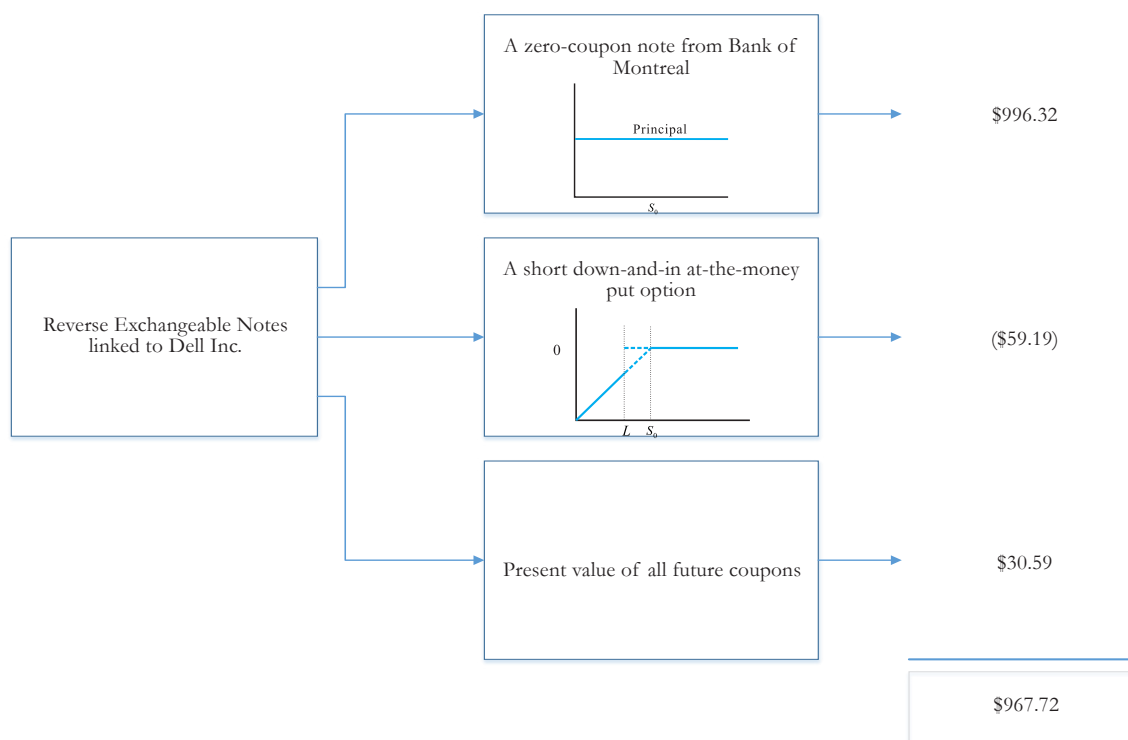 A zero-coupon note from Bank of
Montreal
Principal
S₀
$996.32
Reverse Exchangeable Notes
linked to Dell Inc.
A short down-and-in at-the-money
put option
0
L S₀
($59.19)
Present value of all future coupons
$30.59
$967.72